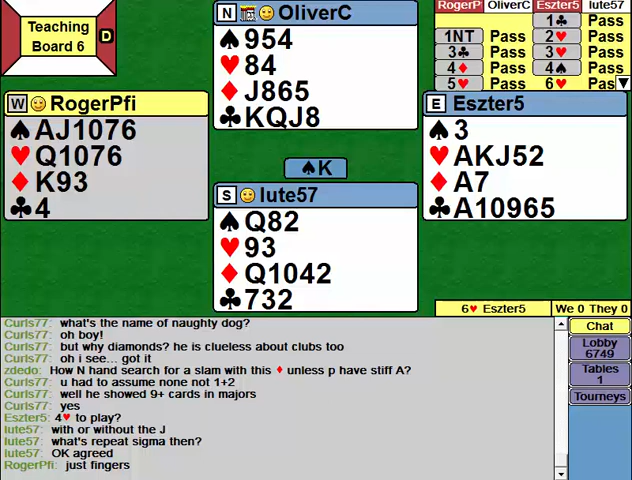 Teaching
Board 6
D
N OliverC
♠954
♥84
♦J865
♣KQJ8
RogerP OliverC Eszter5 lute57
1♣ Pass
1NT Pass 2♥ Pass
3♣ Pass 3♥ Pass
4♦ Pass 4♠ Pass
5♥ Pass 6♥ Pas
W RogerPfi
♠AJ1076
♥Q1076
♦K93
♣4
E Eszter5
♠3
♥AKJ52
♦A7
♣A10965
♠K
S lute57
♠Q82
♥93
♦Q1042
♣732
6♥ Eszter5 We 0 They 0
Curls77: what's the name of naughty dog?
Curls77: oh boy!
Curls77: but why diamonds? he is clueless about clubs too
Curls77: oh i see... got it
zdedo: How N hand search for a slam with this ♦ unless p have stiff A?
Curls77: u had to assume none not 1+2
Curls77: well he showed 9+ cards in majors
Curls77: yes
Eszter5: 4♥ to play?
lute57: with or without the J
lute57: what's repeat sigma then?
lute57: OK agreed
RogerPfi: just fingers
Chat
Lobby
6749
Tables
1
Tourneys